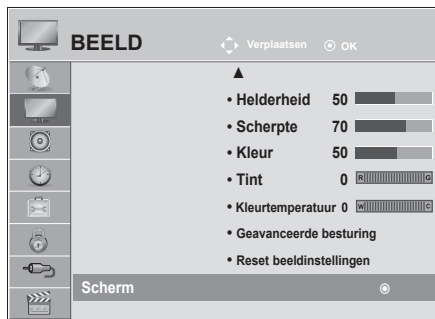 BEELD Verplaatsen OK
• Helderheid 50
• Scherpte 70
• Kleur 50
• Tint 0 R G
• Kleurtemperatuur 0 W C
• Geavanceerde besturing
• Reset beeldinstellingen
Scherm